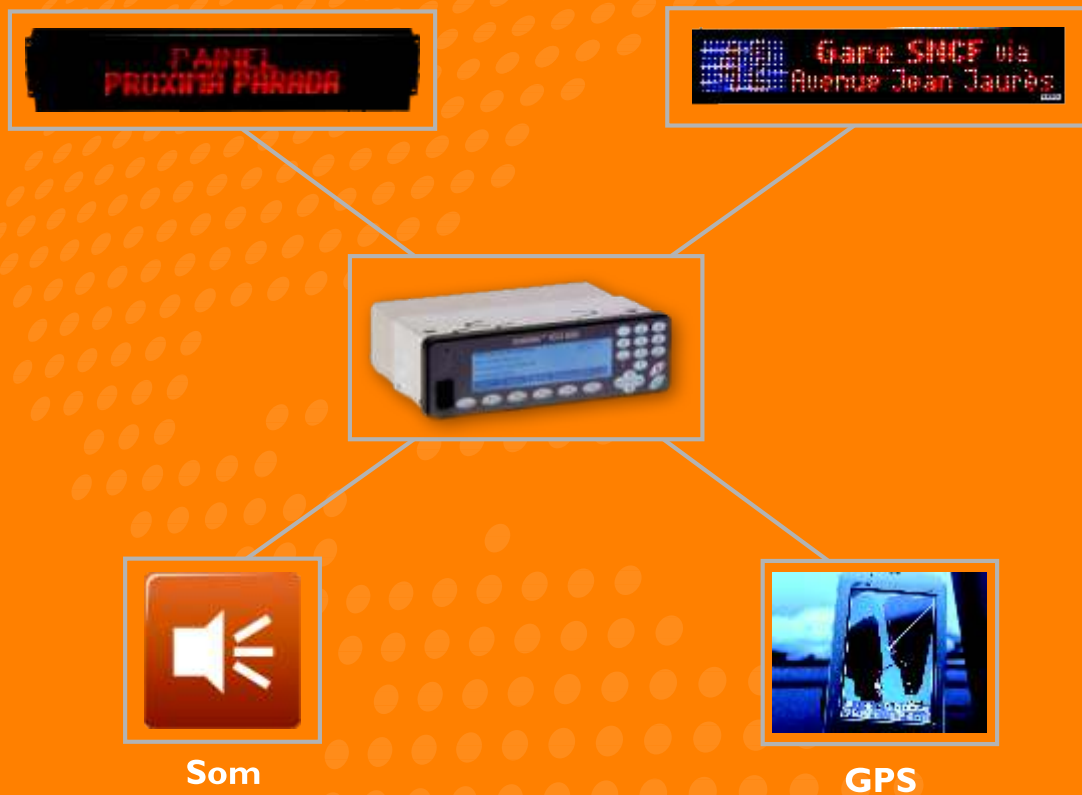 PAINEL
PROXIMA PARADA
Gare SNCF via
Avenue Jean Jaurès
Som
GPS